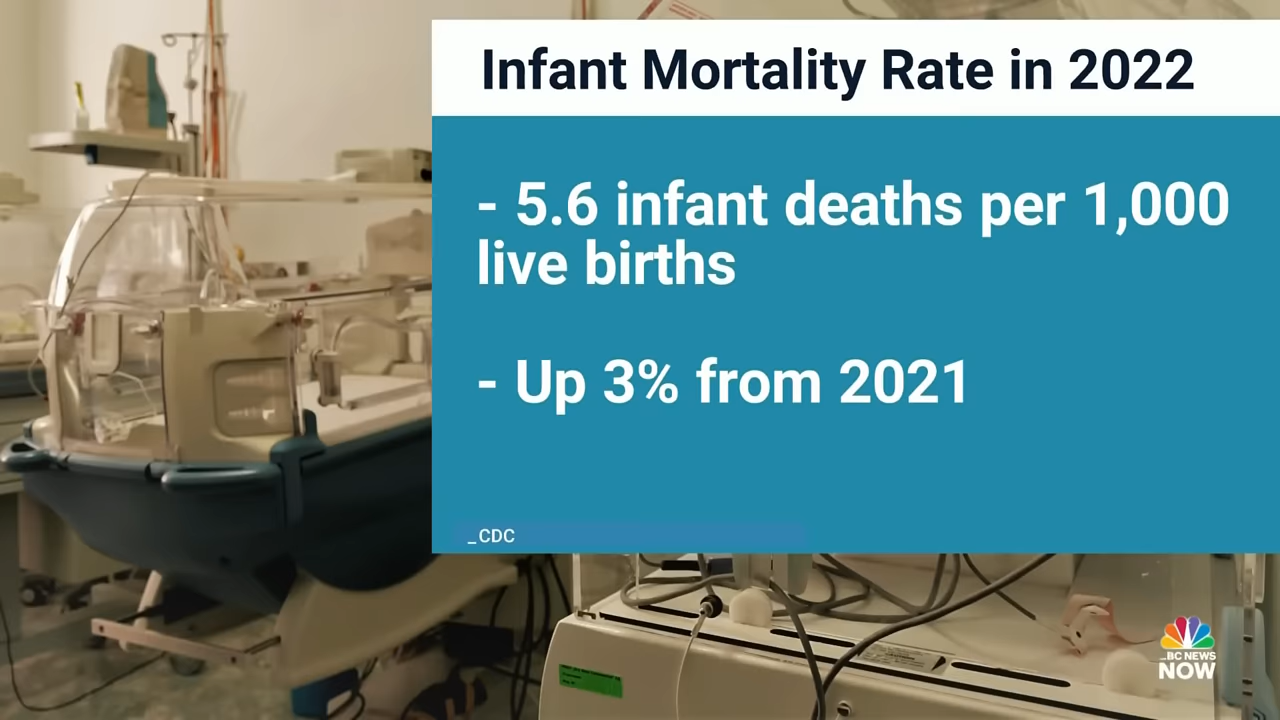 Infant Mortality Rate in 2022
- 5.6 infant deaths per 1,000
live births
- Up 3% from 2021
_CDC
_BC NEWS
NOW